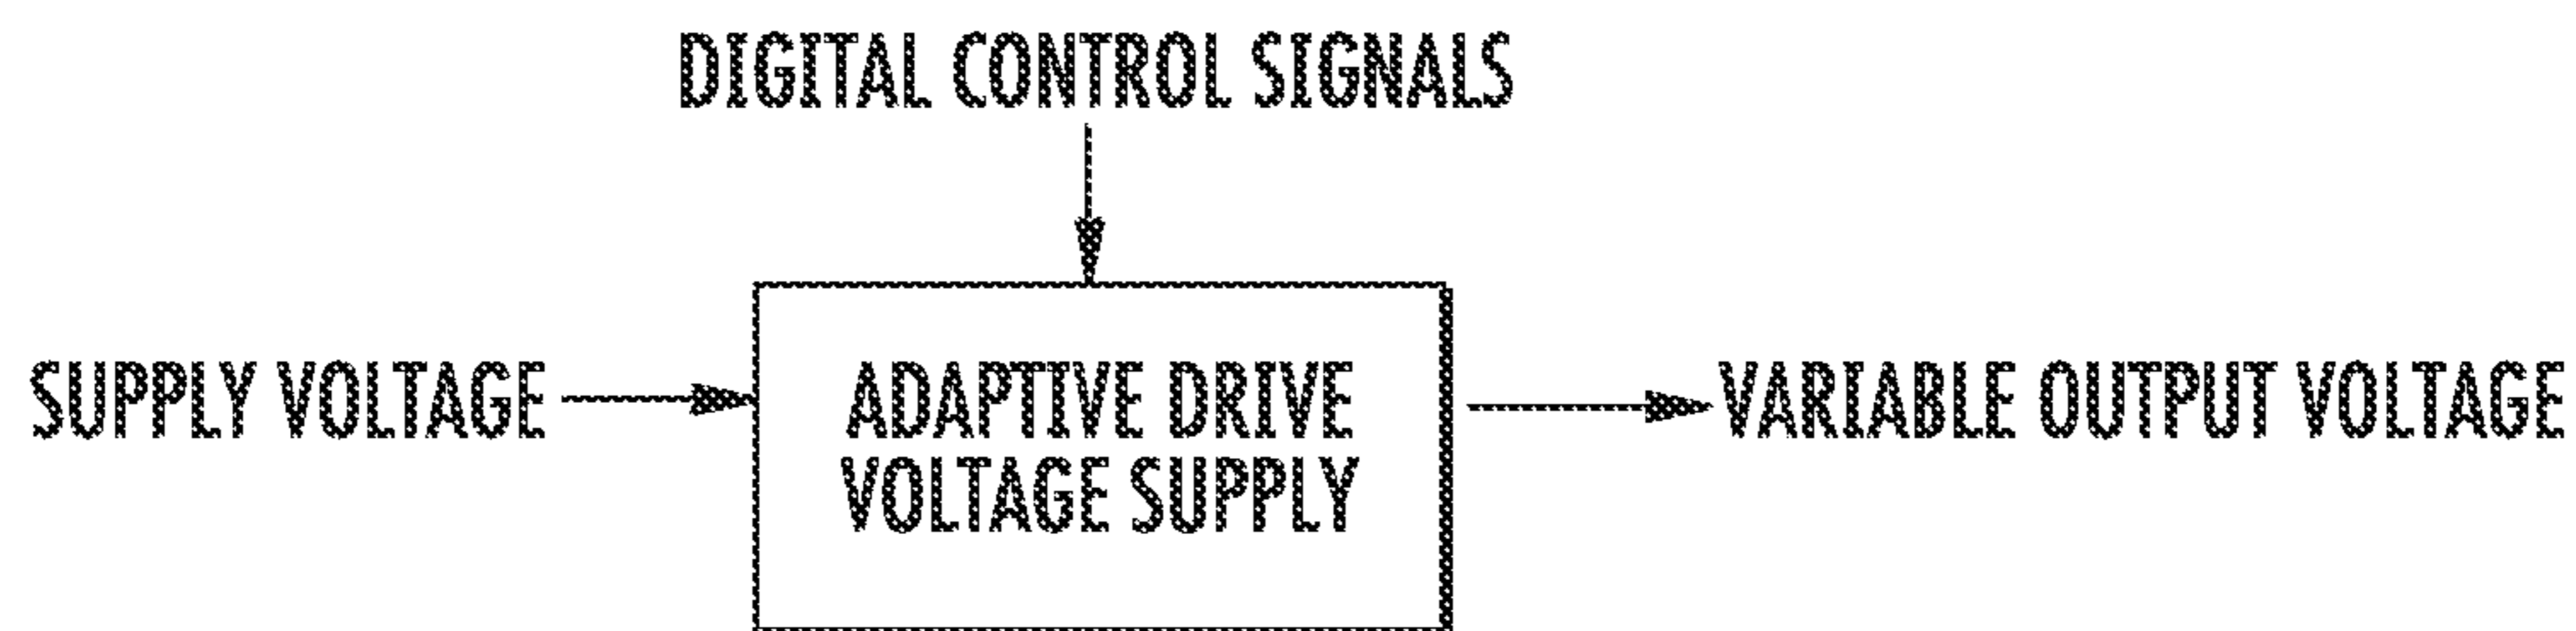 DIGITAL CONTROL SIGNALS
SUPPLY VOLTAGE
ADAPTIVE DRIVE
VOLTAGE SUPPLY
VARIABLE OUTPUT VOLTAGE